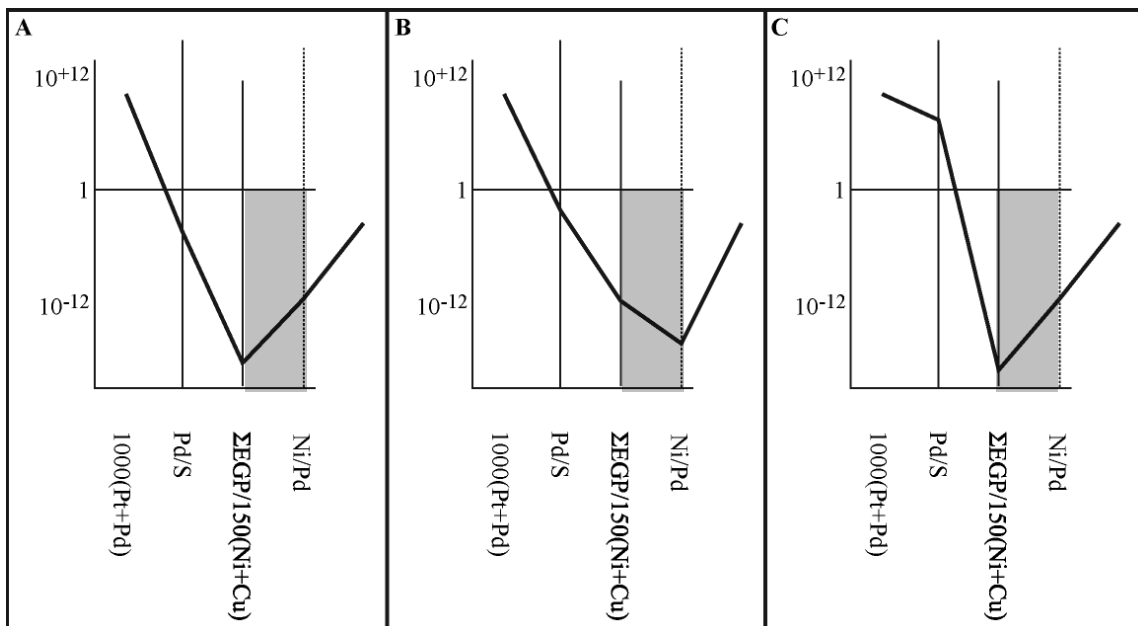 A
10+12
1
10-12
1000(Pt+Pd)
Pd/S
ΣEGP/150(Ni+Cu)
Ni/Pd
B
10+12
1
10-12
1000(Pt+Pd)
Pd/S
ΣEGP/150(Ni+Cu)
Ni/Pd
C
10+12
1
10-12
1000(Pt+Pd)
Pd/S
ΣEGP/150(Ni+Cu)
Ni/Pd